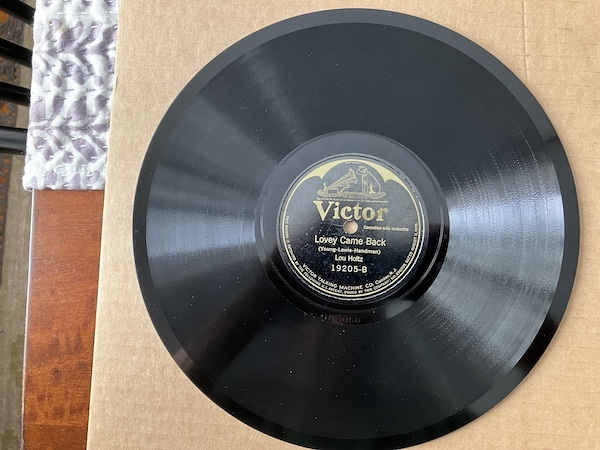 Victor
Comedian with orchestra
Lovey Came Back
(Young-Lewis-Handman)
Lou Holtz
19205-B
VICTOR TALKING MACHINE CO. Camden, N.J.